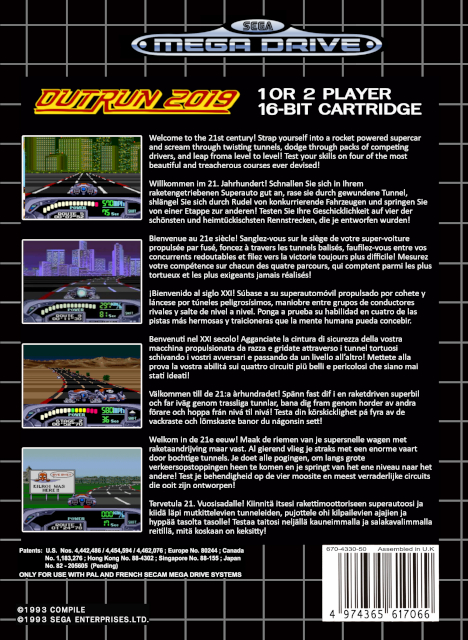 SEGA
MEGA DRIVE
OUTRUN 2019
1 OR 2 PLAYER
16-BIT CARTRIDGE
Welcome to the 21st century! Strap yourself into a rocket powered supercar
and scream through twisting tunnels, dodge through packs of competing
drivers, and leap froma level to level! Test your skills on four of the most
beautiful and treacherous courses ever devised!
Willkommen im 21. Jahrhundert! Schnallen Sie sich in Ihrem
raketengetriebenen Superauto gut an, rase sie durch gewundene Tunnel,
shlängel Sie sich durch Rudel von konkurrierende Fahrzeugen und springen Sie
von einer Etappe zur anderen! Testen Sie Ihre Geschicklichkeit auf vier der
schönsten und heimtückischsten Rennstrecken, die je entworfen wurden!
Bienvenue au 21e siècle! Sanglez-vous sur le siège de votre super-voiture
propulsée par fusé, foncez à travers les tunnels balisés, faufilez-vous entre vos
concurrents redoutables et filez vers la victoire toujours plus difficile! Mesurez
votre compétence sur chacun des quatre parcours, qui comptent parmi les plus
tortueux et les plus exigeants jamais réalisés!
¡Bienvenido al siglo XXI! Súbase a su superautomóvil propulsado por cohete y
láncese por túneles peligrosísimos, maniobre entre grupos de conductores
rivales y salte de nivel a nivel. Ponga a prueba su habilidad en cuatro de las
pistas más hermosas y traicioneras que la mente humana pueda concebir.
Benvenuti nel XXI secolo! Agganciate la cintura di sicurezza della vostra
macchina propulsionata da razza e gridate attraverso i tunnel tortuosi
schivando i vostri avversari e passando da un livello all'altro! Mettete alla
prova la vostra abilitá sui quattro circuiti più belli e pericolosi che siano mai
stati ideati!
Välkommen till de 21:a àrhundradet! Spänn fast dif i en raketdriven superbil
och far iväg genom trassliga tunnlar, bana dig fram genom horder av andra
förare och hoppa från nivá til nivá! Testa din körskicklighet på fyra av de
vackraste och lömskaste banor du nágonsin sett!
Welkom in de 21e eeuw! Maak de riemen van je supersnelle wagen met
raketaandrijving maar vast. Al gierend vlieg je straks met een enorme vaart
door bochtige tunnels. Je doet alle pogingen, om langs grote
verkeersopstoppingen heen te komen en je springt van het ene niveau naar het
andere! Test je behendigheid op de vier moosite en meest verraderlijke circuits
die ooit zijn ontworpen!
Tervetula 21. Vuosisadalle! Kiinnitä itsesi rakettimoottoriseen superautoosi ja
kiidä läpi mutkittelevien tunneleiden, pujottele ohi kilpailevien ajajien ja
hyppää tasolta tasolle! Testaa taitosi neljällä kauneimmalla ja salakavalimmalla
reitillä, mitä koskaan on keksitty!
Patents: U.S. Nos. 4,442,486 / 4,454,594 / 4,462,076 ; Europe No. 80244 ; Canada
No. 1,183,276 ; Hong Kong No. 88-4302 ; Singapore No. 88-155 ; Japan
No. 82 - 205605 (Pending)
ONLY FOR USE WITH PAL AND FRENCH SECAM MEGA DRIVE SYSTEMS
670-4330-50 Assembled in U.K
4 974365 617066
©1993 COMPILE
©1993 SEGA ENTERPRISES.LTD.